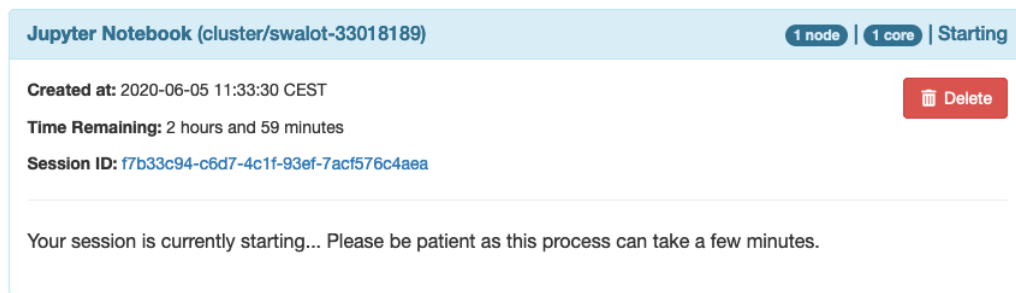 Jupyter Notebook (cluster/swalot-33018189) 1 node | 1 core | Starting
Created at: 2020-06-05 11:33:30 CEST
Delete
Time Remaining: 2 hours and 59 minutes
Session ID: f7b33c94-c6d7-4c1f-93ef-7acf576c4aea
Your session is currently starting... Please be patient as this process can take a few minutes.